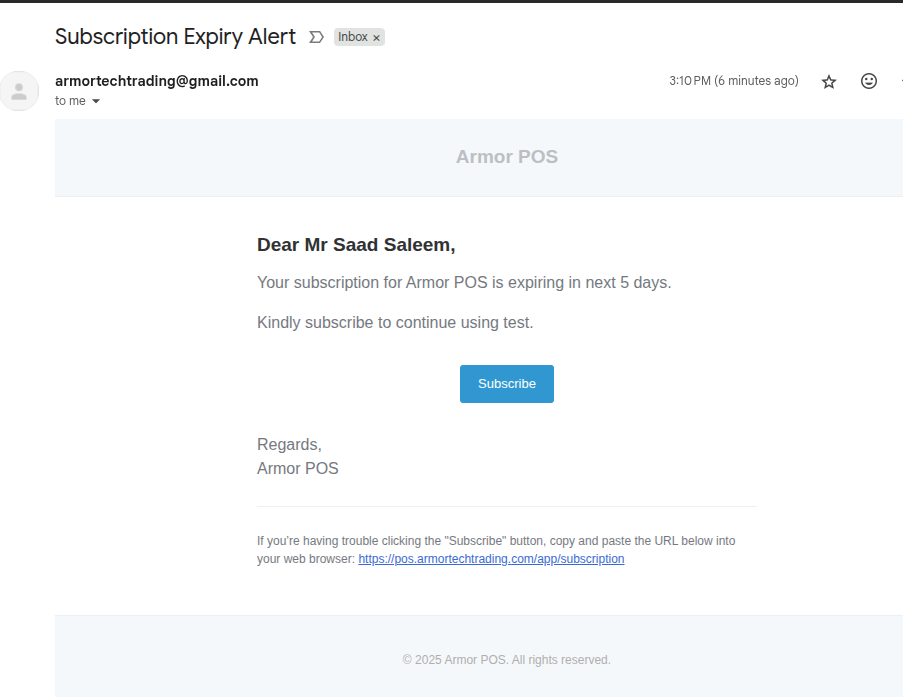 Subscription Expiry Alert Inbox ×
armortechtrading@gmail.com 3:10 PM (6 minutes ago)
to me
Armor POS
Dear Mr Saad Saleem,
Your subscription for Armor POS is expiring in next 5 days.
Kindly subscribe to continue using test.
Subscribe
Regards,
Armor POS
If you're having trouble clicking the "Subscribe" button, copy and paste the URL below into
your web browser: https://pos.armortechtrading.com/app/subscription
© 2025 Armor POS. All rights reserved.